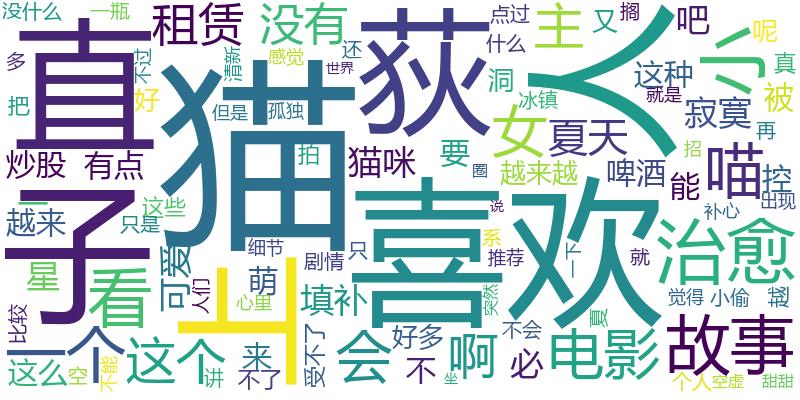 没什么
一瓶
直
租赁
没有
荻
人
主
点过
什么
又
搁
吧
小
呢
多
不过
清新
感觉
还
世界
洞
冰镇
这种
就是
真
被
把
好
但是
孤独
猫
女
夏天
寂寞
再
炒股
有点
拍
猫咪
要
圈
越来越
啤酒
能
喵
招
控
出现
子
一
越来
只是
这些
说
喜欢
补心
治愈
星
看
可爱
人们
上
细节
萌
心里
剧情
只
填补
系
推荐
突然
一下
就
觉得
小偷
比较
一个
这个
来
受不了
会
好多
不
啊
不会
必
夏
电影
故事
这么
空
不能
讲
不了
坐
个人
空虚
甜甜